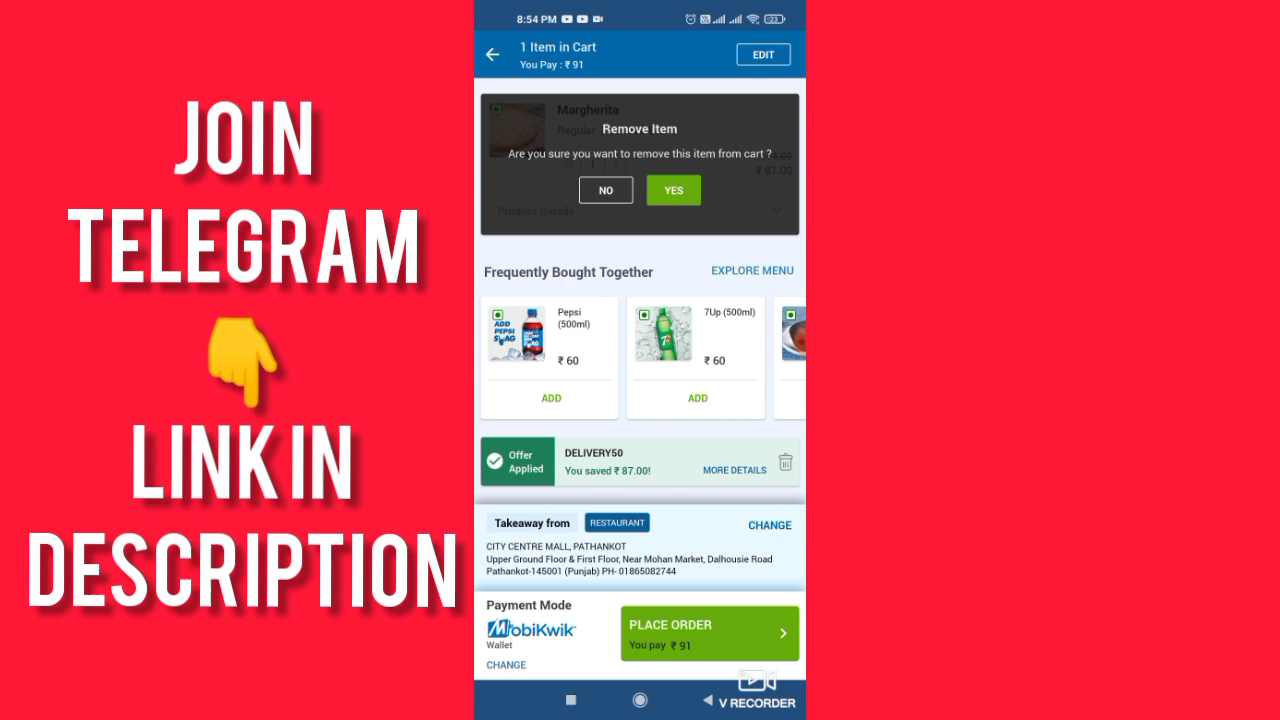 JOIN
TELEGRAM
LINK IN
DESCRIPTION
8:54 PM
23
1 Item in Cart
You Pay : ₹ 91
EDIT
Margherita
Regular
Remove Item
Are you sure you want to remove this item from cart ?
1
₹ 87.00
NO
YES
Product Details
Frequently Bought Together
EXPLORE MENU
ADD
PEPSI
Pepsi
(500ml)
₹ 60
ADD
7Up (500ml)
₹ 60
ADD
Offer
Applied
DELIVERY50
You saved ₹ 87.00!
MORE DETAILS
Takeaway from
RESTAURANT
CHANGE
CITY CENTRE MALL, PATHANKOT
Upper Ground Floor & First Floor, Near Mohan Market, Dalhousie Road
Pathankot-145001 (Punjab) PH- 01865082744
Payment Mode
MobiKwik
Wallet
CHANGE
PLACE ORDER
You pay ₹ 91
V RECORDER